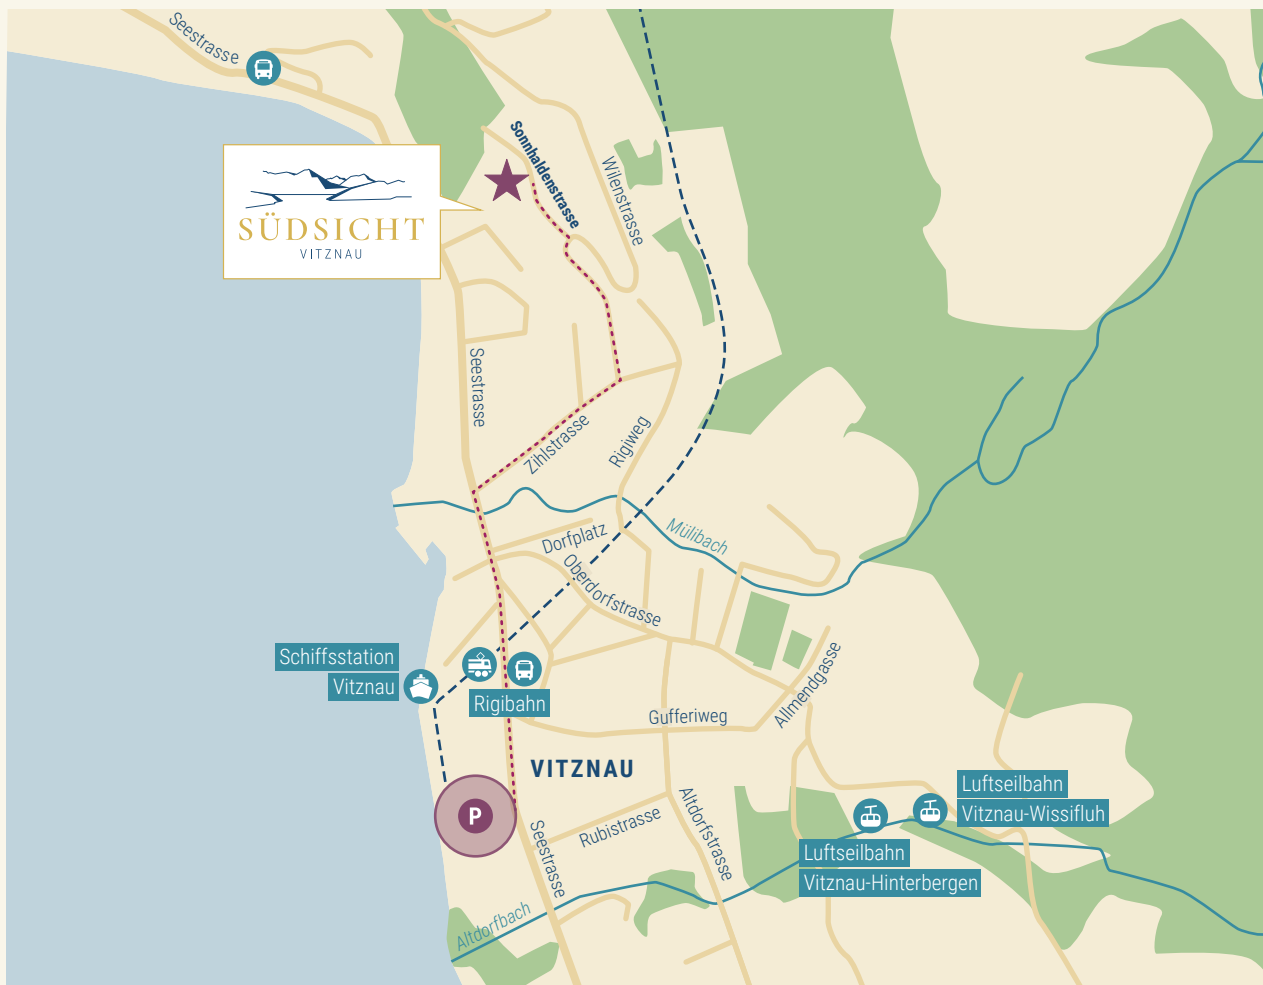 Seestrasse
Sonnhaldenstrasse
Wilenstrasse
SÜDSICHT
VITZNAU
Seestrasse
Zihlstrasse
Rigiweg
Dorfplatz
Mülibach
Oberdorfstrasse
Schiffsstation
Vitznau
Rigibahn
Allmendgasse
Gufferiweg
VITZNAU
P
Luftseilbahn
Vitznau-Wissifluh
Seestrasse
Rubistrasse
Altdorfstrasse
Luftseilbahn
Vitznau-Hinterbergen
Altdorfbach